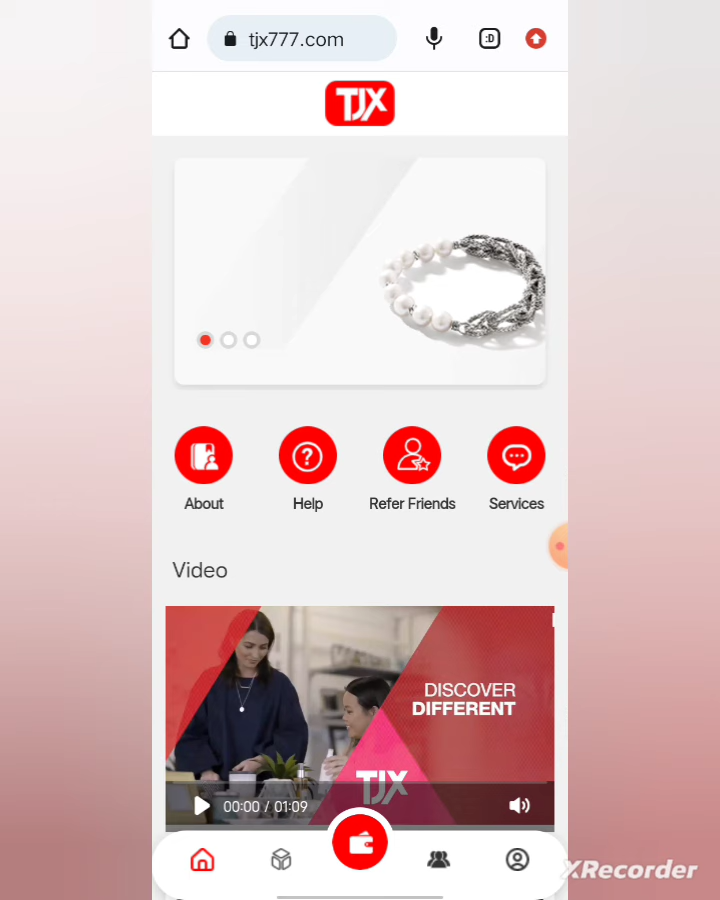 tjx777.com
:D
TJX
About
Help
Refer Friends
Services
Video
DISCOVER
DIFFERENT
TJX
00:00 / 01:09
XRecorder